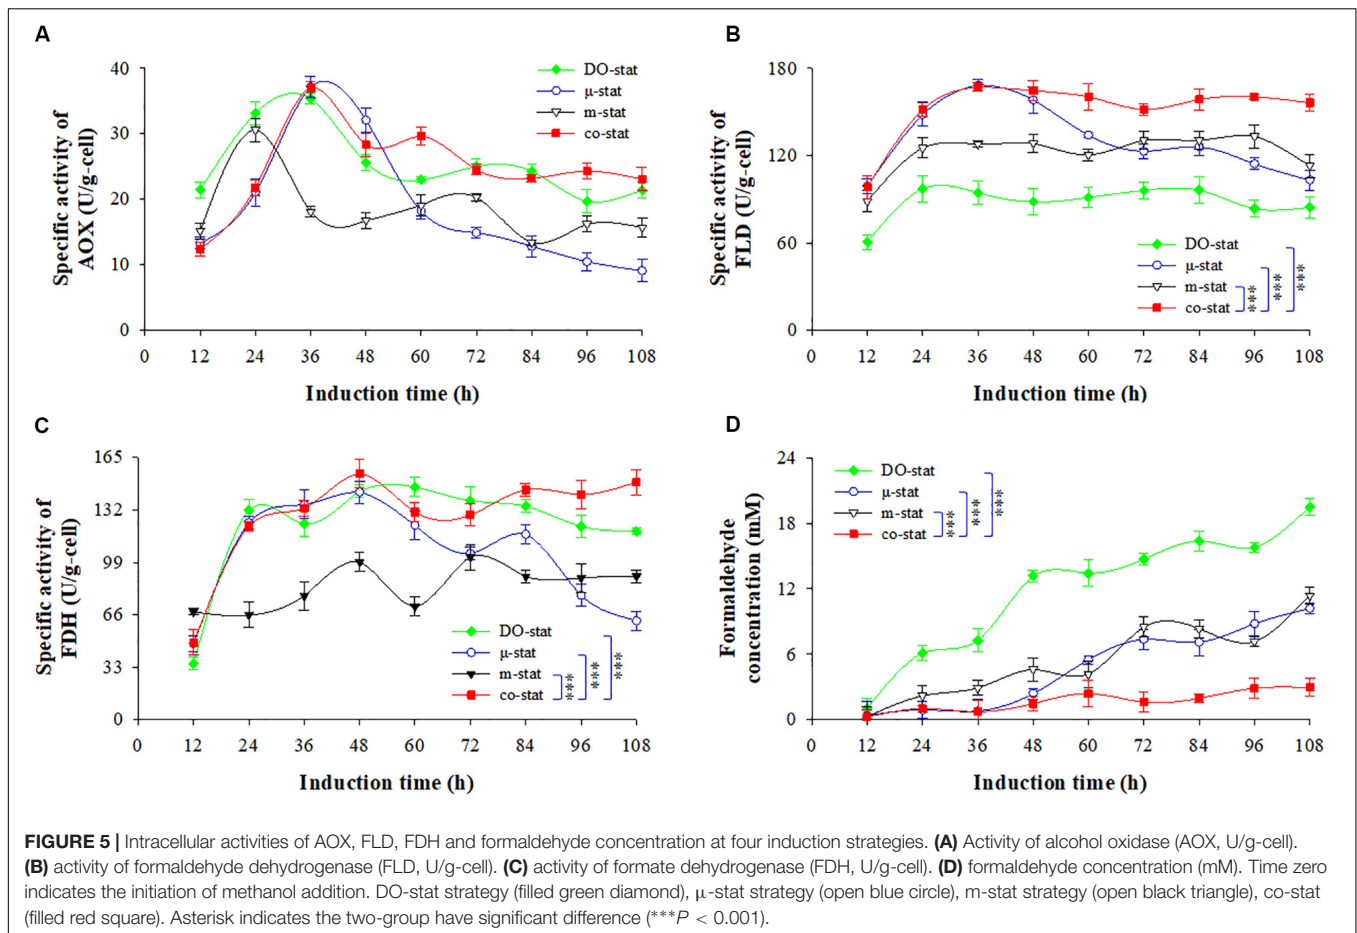 A
Specific activity of
AOX (U/g-cell)
40
30
20
10
0
0 12 24 36 48 60 72 84 96 108
Induction time (h)
DO-stat
μ-stat
m-stat
co-stat
B
Specific activity of
FLD (U/g-cell)
180
120
60
0
0 12 24 36 48 60 72 84 96 108
Induction time (h)
DO-stat
μ-stat
m-stat
co-stat
***
***
***
C
Specific activity of
FDH (U/g-cell)
165
132
99
66
33
0
0 12 24 36 48 60 72 84 96 108
Induction time (h)
DO-stat
μ-stat
m-stat
co-stat
***
***
***
D
Formaldehyde
concentration (mM)
24
18
12
6
0
0 12 24 36 48 60 72 84 96 108
Induction time (h)
DO-stat
μ-stat
m-stat
co-stat
***
***
***
FIGURE 5 | Intracellular activities of AOX, FLD, FDH and formaldehyde concentration at four induction strategies. (A) Activity of alcohol oxidase (AOX, U/g-cell).
(B) activity of formaldehyde dehydrogenase (FLD, U/g-cell). (C) activity of formate dehydrogenase (FDH, U/g-cell). (D) formaldehyde concentration (mM). Time zero
indicates the initiation of methanol addition. DO-stat strategy (filled green diamond), μ-stat strategy (open blue circle), m-stat strategy (open black triangle), co-stat
(filled red square). Asterisk indicates the two-group have significant difference (***P < 0.001).